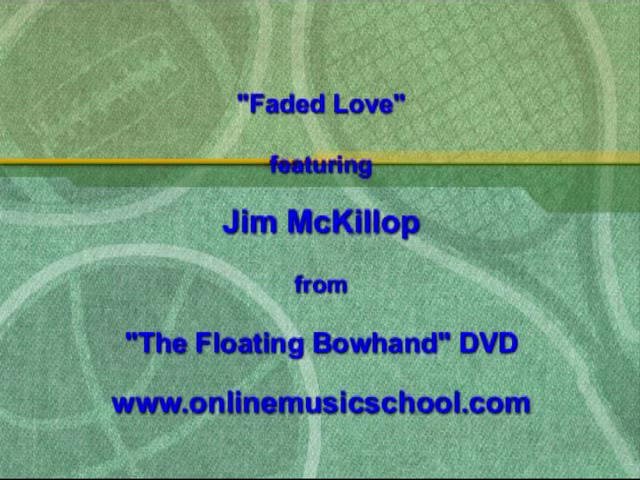 "Faded Love"
featuring
Jim McKillop
from
"The Floating Bowhand" DVD
www.onlinemusicschool.com